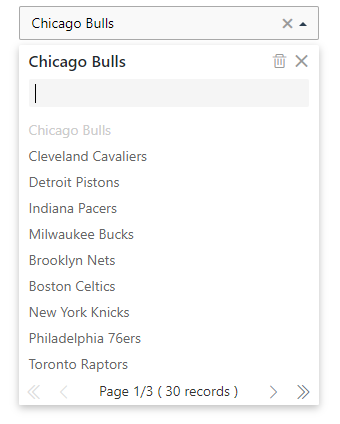 Chicago Bulls
Chicago Bulls
Chicago Bulls
Cleveland Cavaliers
Detroit Pistons
Indiana Pacers
Milwaukee Bucks
Brooklyn Nets
Boston Celtics
New York Knicks
Philadelphia 76ers
Toronto Raptors
Page 1/3 ( 30 records )